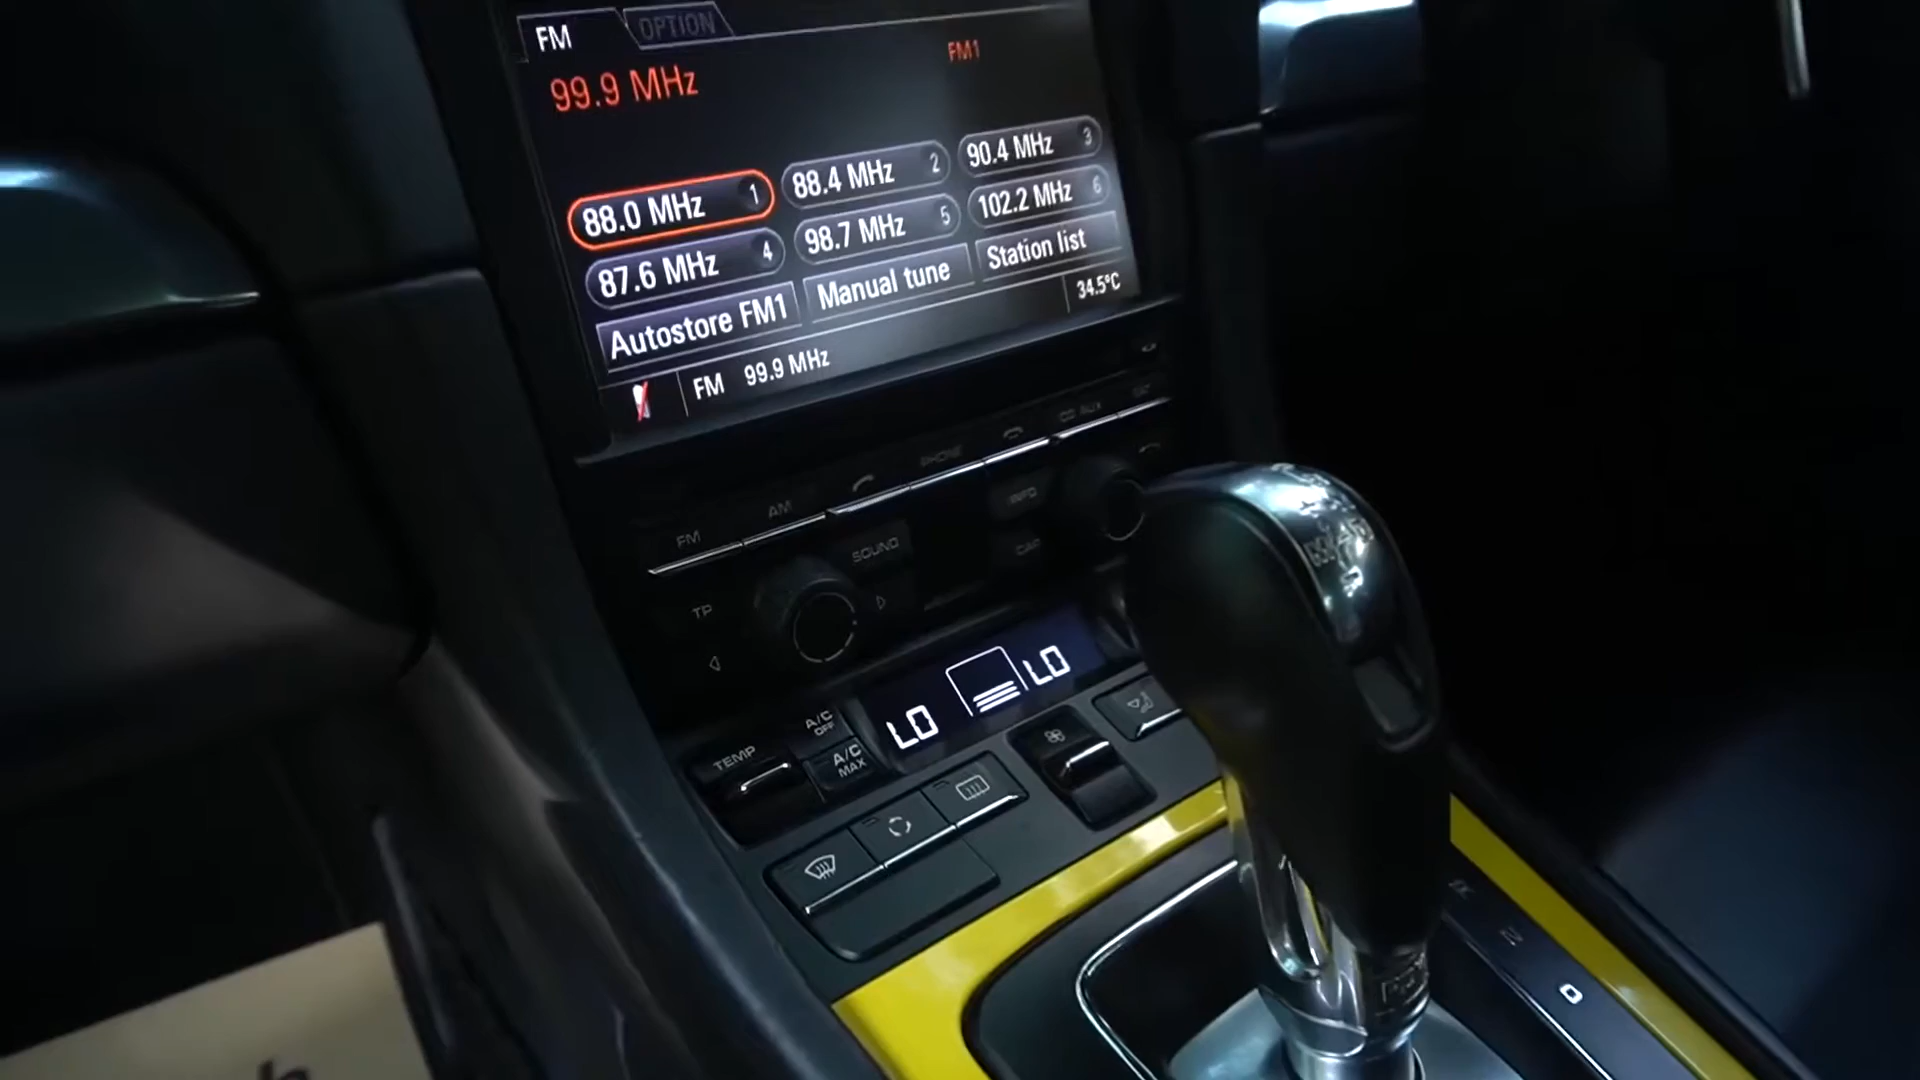 FM OPTION
99.9 MHz FM1
88.0 MHz 1 88.4 MHz 2 90.4 MHz 3
87.6 MHz 4 98.7 MHz 5 102.2 MHz 6
Autostore FM1 Manual tune Station list
FM 99.9 MHz 34.5°C
FM AM PHONE CD AUX
SOUND INFO
TP CAR
LO LO
TEMP A/C OFF
A/C MAX
h